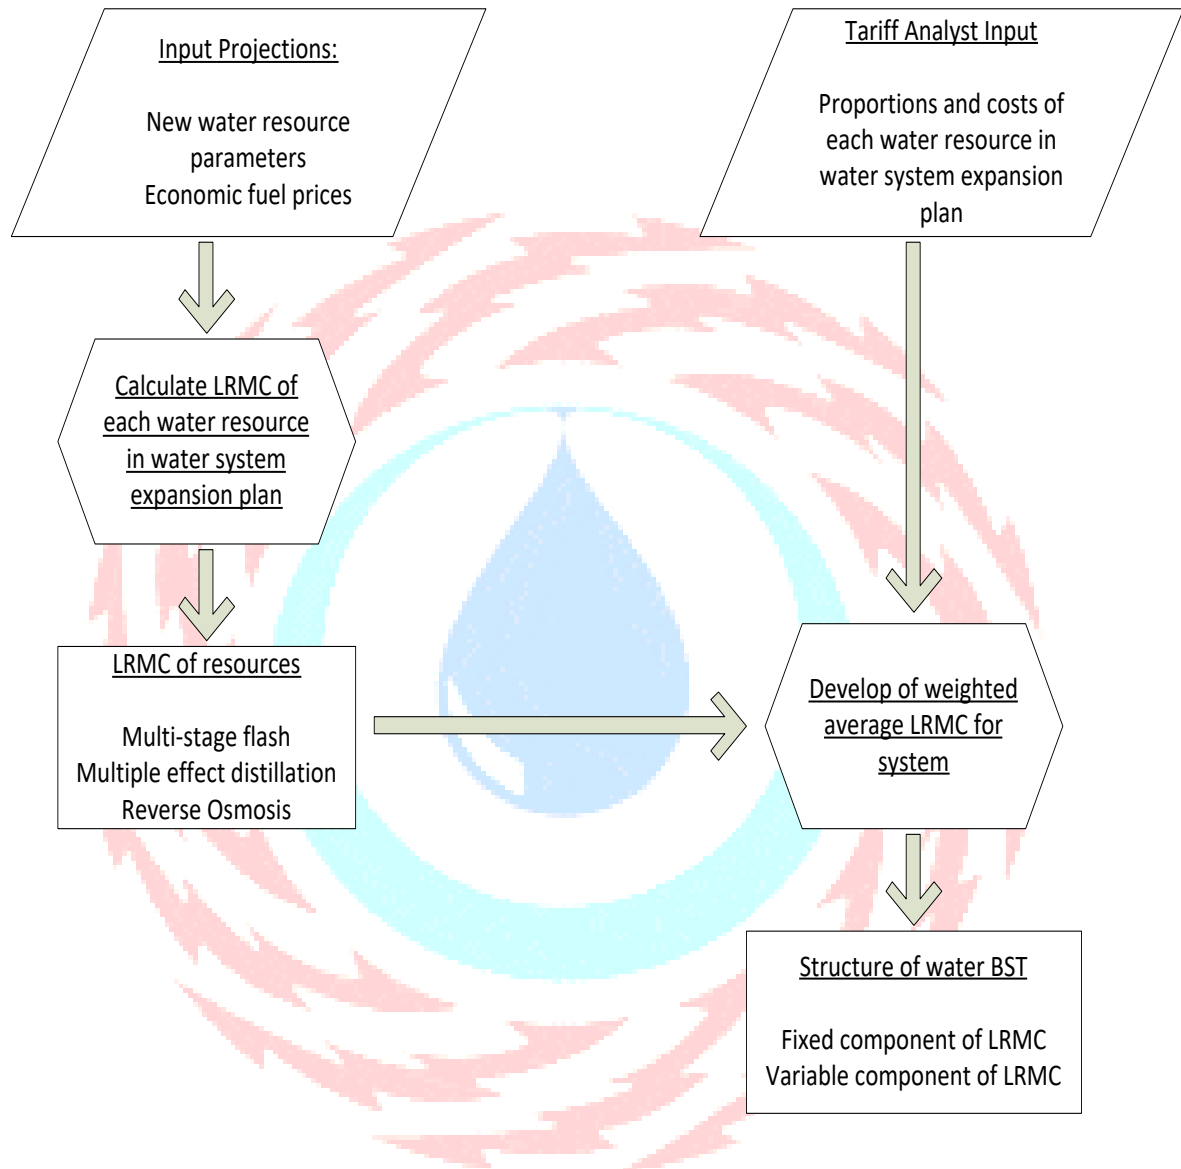 Input Projections:
New water resource
parameters
Economic fuel prices
Tariff Analyst Input
Proportions and costs of
each water resource in
water system expansion
plan
Calculate LRMC of
each water resource
in water system
expansion plan
LRMC of resources
Multi-stage flash
Multiple effect distillation
Reverse Osmosis
Develop of weighted
average LRMC for
system
Structure of water BST
Fixed component of LRMC
Variable component of LRMC